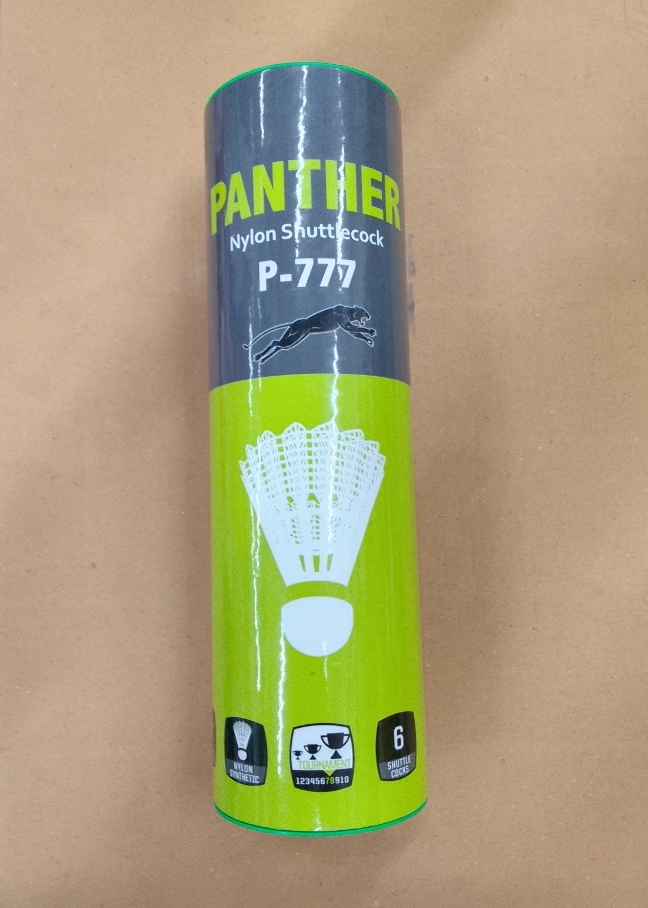 PANTHER
Nylon Shuttlecock
P-777
NYLON
SYNTHETIC
TOURNAMENT
12345678910
6
SHUTTLE
COCKS